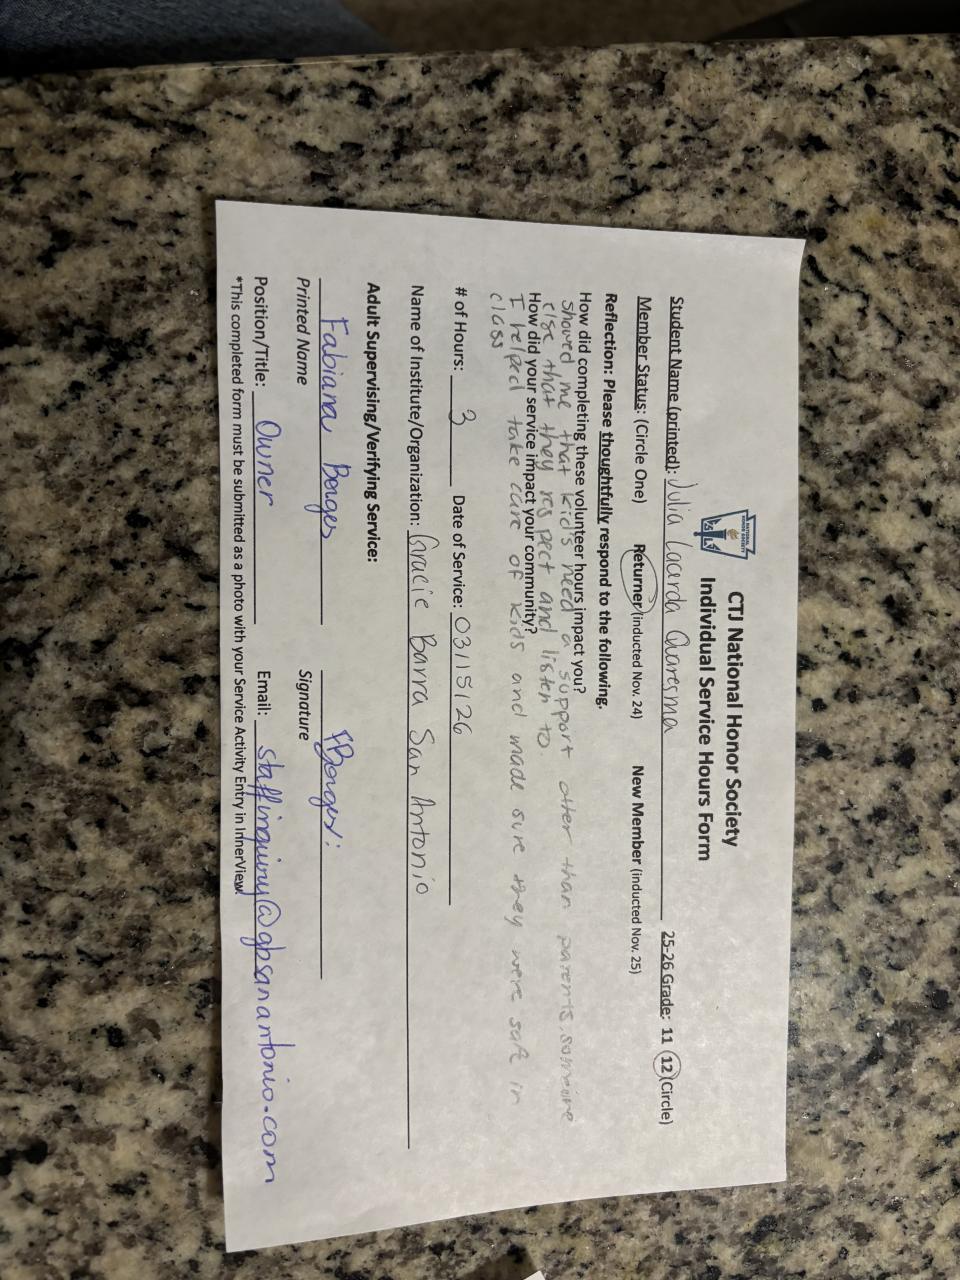 CTJ National Honor Society
Individual Service Hours Form
Student Name (printed): Julia Lacerda Quaresma 25-26 Grade: 11 12 (Circle)
Member Status: (Circle One) Returner (inducted Nov. 24) New Member (inducted Nov. 25)
Reflection: Please thoughtfully respond to the following.
How did completing these volunteer hours impact you?
showed me that kid's need a support other than parents. someone
else that they respect and listen to.
How did your service impact your community?
I helped take care of kids and made sure they were safe in
class
# of Hours: 3 Date of Service: 03/15/26
Name of Institute/Organization: Gracie Barra San Antonio
Adult Supervising/Verifying Service:
Fabiana Borges FBorges
Printed Name Signature
Position/Title: Owner Email: staffinquiry@gbsanantonio.com
*This completed form must be submitted as a photo with your Service Activity Entry in InnerView.